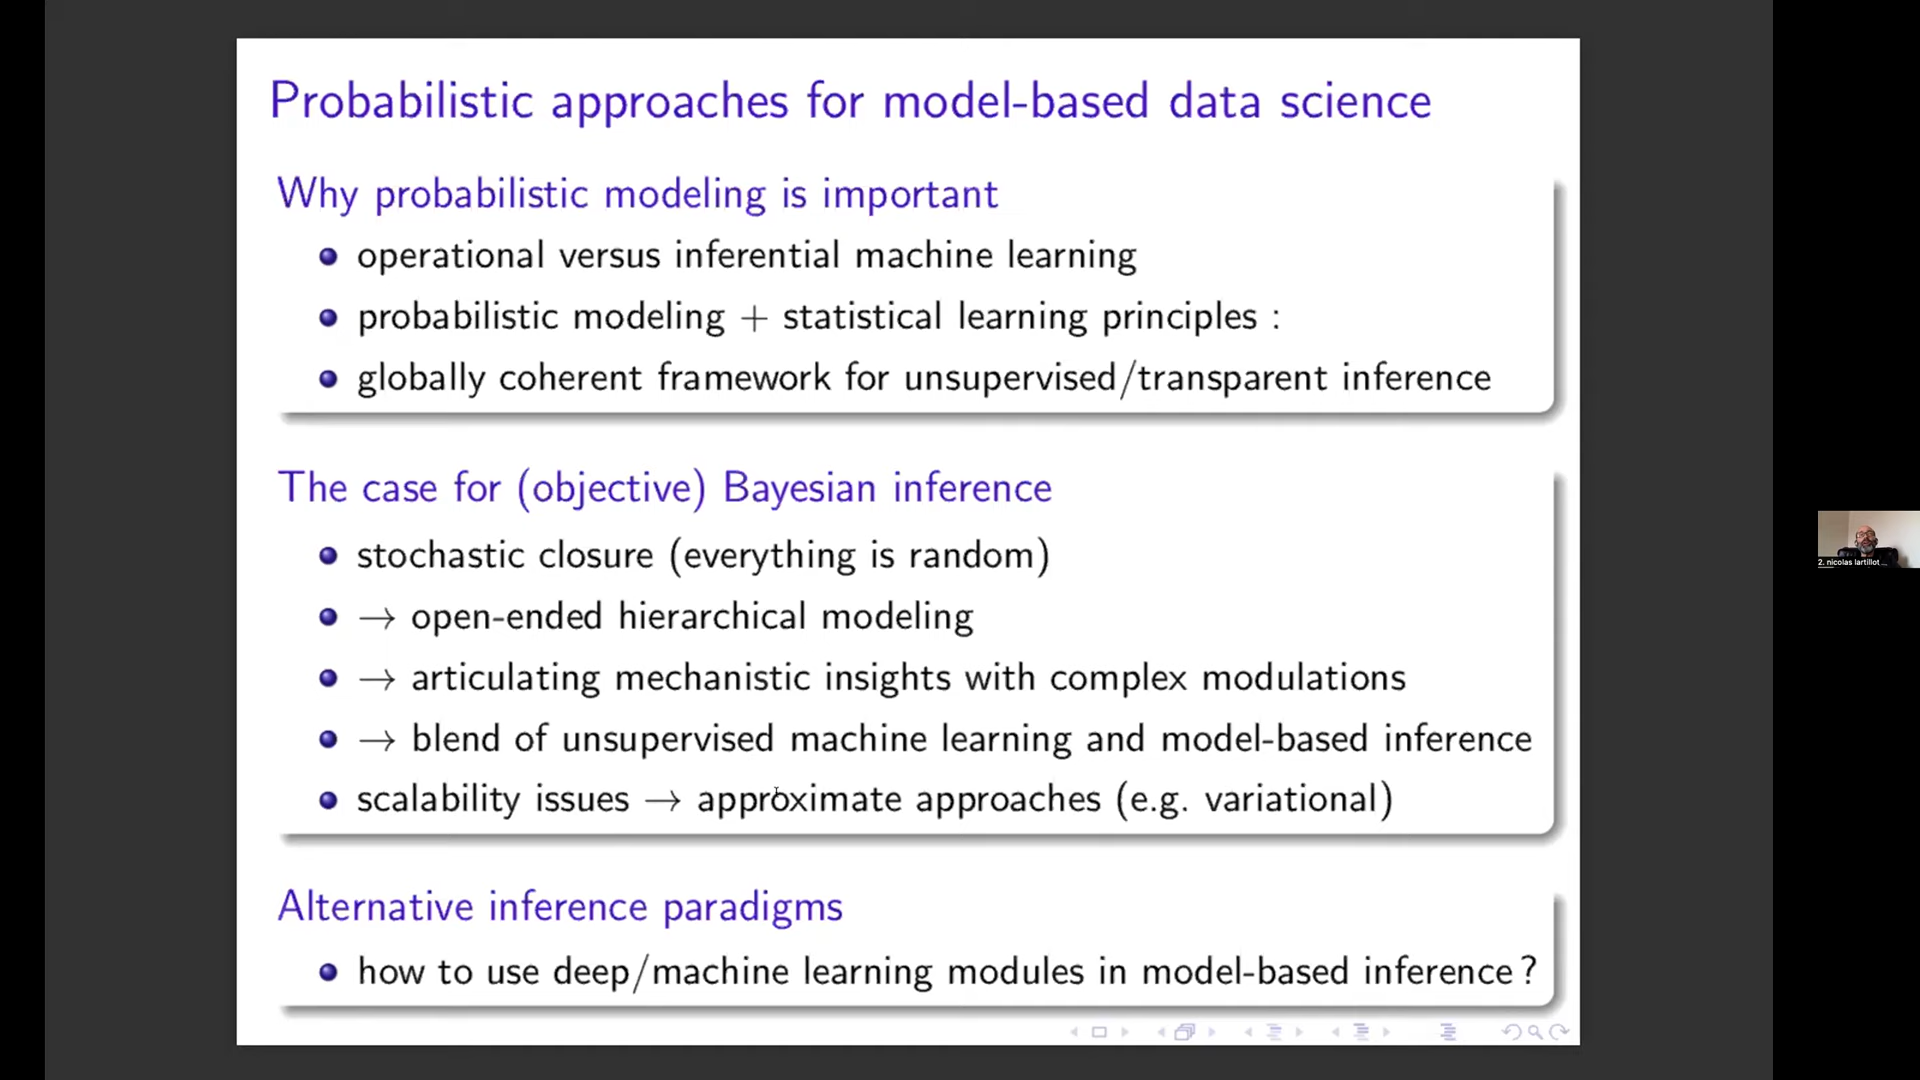 Probabilistic approaches for model-based data science
Why probabilistic modeling is important
operational versus inferential machine learning
probabilistic modeling + statistical learning principles :
globally coherent framework for unsupervised/transparent inference
The case for (objective) Bayesian inference
stochastic closure (everything is random)
→ open-ended hierarchical modeling
→ articulating mechanistic insights with complex modulations
→ blend of unsupervised machine learning and model-based inference
scalability issues → approximate approaches (e.g. variational)
Alternative inference paradigms
how to use deep/machine learning modules in model-based inference ?
2. nicolas lartillot